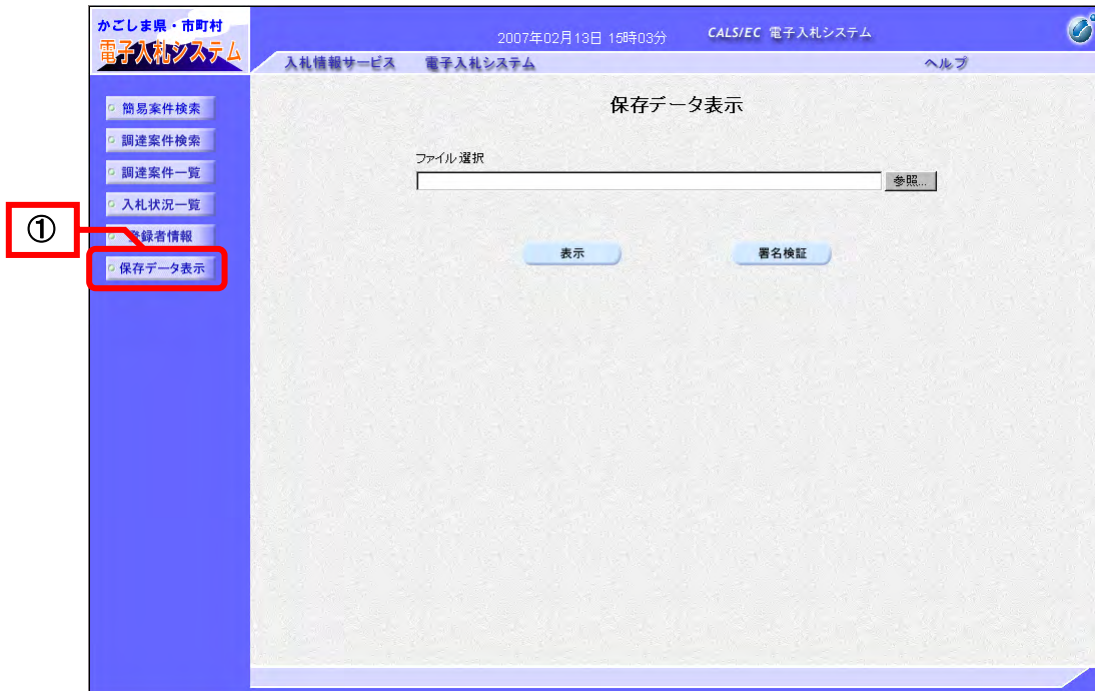 かごしま県・市町村
電子入札システム
2007年02月13日 15時03分
CALS/EC 電子入札システム
入札情報サービス
電子入札システム
ヘルプ
簡易案件検索
調達案件検索
調達案件一覧
入札状況一覧
登録者情報
保存データ表示
①
保存データ表示
ファイル選択
参照...
表示
署名検証